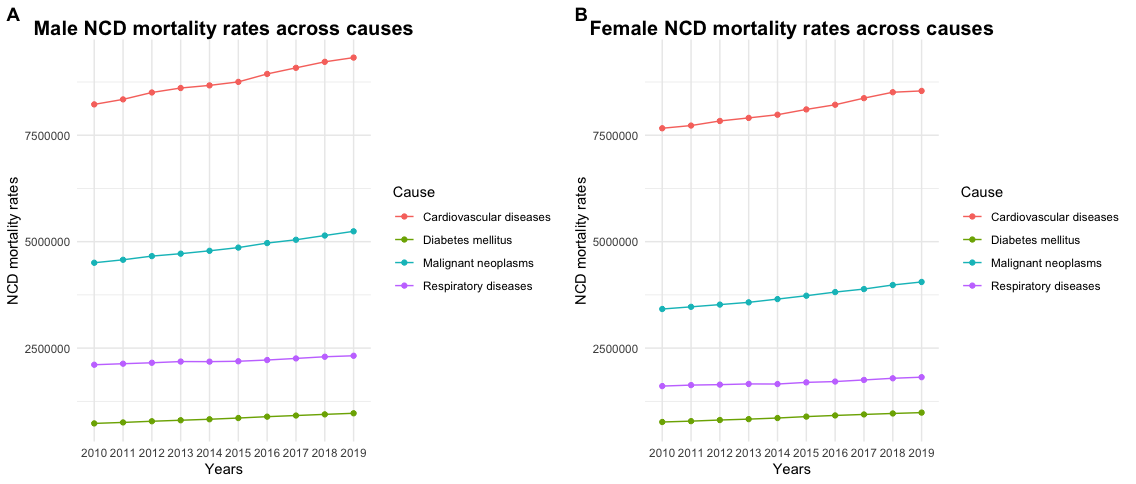 A
Male NCD mortality rates across causes
NCD mortality rates
7500000
5000000
2500000
2010 2011 2012 2013 2014 2015 2016 2017 2018 2019
Years
Cause
Cardiovascular diseases
Diabetes mellitus
Malignant neoplasms
Respiratory diseases
B
Female NCD mortality rates across causes
NCD mortality rates
7500000
5000000
2500000
2010 2011 2012 2013 2014 2015 2016 2017 2018 2019
Years
Cause
Cardiovascular diseases
Diabetes mellitus
Malignant neoplasms
Respiratory diseases